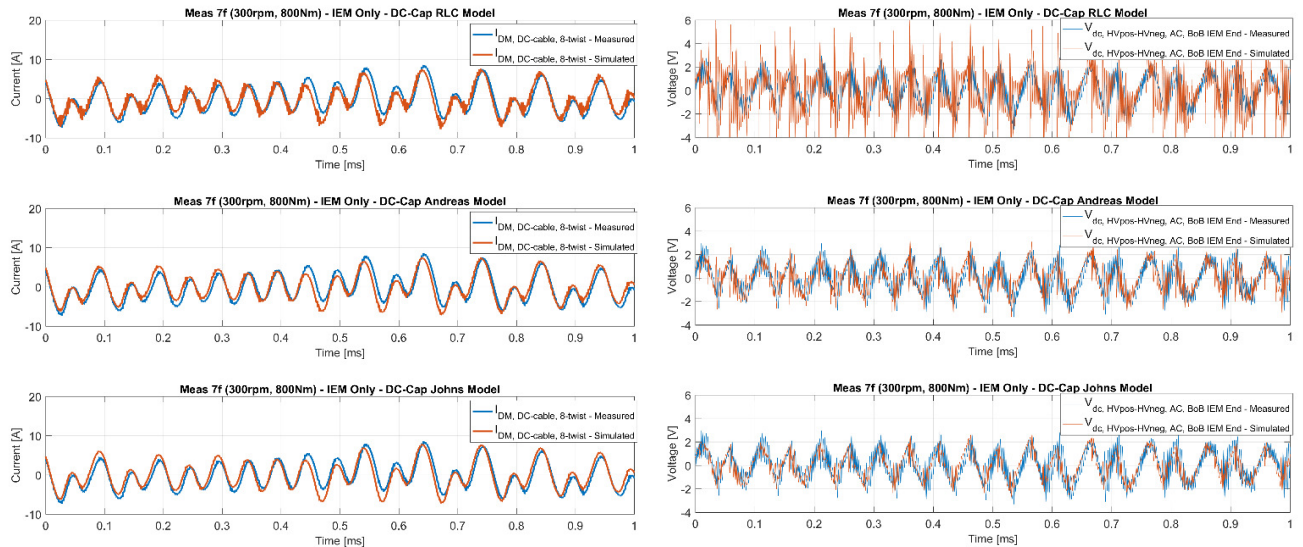 Meas 7f (300rpm, 800Nm) - IEM Only - DC-Cap RLC Model
20
10
0
-10
Current [A]
I DM, DC-cable, 8-twist - Measured
I DM, DC-cable, 8-twist - Simulated
0 0.1 0.2 0.3 0.4 0.5 0.6 0.7 0.8 0.9 1
Time [ms]
Meas 7f (300rpm, 800Nm) - IEM Only - DC-Cap RLC Model
6
4
2
0
-2
-4
Voltage [V]
V dc, HVpos-HVneg, AC, BoB IEM End - Measured
V dc, HVpos-HVneg, AC, BoB IEM End - Simulated
0 0.1 0.2 0.3 0.4 0.5 0.6 0.7 0.8 0.9 1
Time [ms]
Meas 7f (300rpm, 800Nm) - IEM Only - DC-Cap Andreas Model
20
10
0
-10
Current [A]
I DM, DC-cable, 8-twist - Measured
I DM, DC-cable, 8-twist - Simulated
0 0.1 0.2 0.3 0.4 0.5 0.6 0.7 0.8 0.9 1
Time [ms]
Meas 7f (300rpm, 800Nm) - IEM Only - DC-Cap Andreas Model
6
4
2
0
-2
-4
Voltage [V]
V dc, HVpos-HVneg, AC, BoB IEM End - Measured
V dc, HVpos-HVneg, AC, BoB IEM End - Simulated
0 0.1 0.2 0.3 0.4 0.5 0.6 0.7 0.8 0.9 1
Time [ms]
Meas 7f (300rpm, 800Nm) - IEM Only - DC-Cap Johns Model
20
10
0
-10
Current [A]
I DM, DC-cable, 8-twist - Measured
I DM, DC-cable, 8-twist - Simulated
0 0.1 0.2 0.3 0.4 0.5 0.6 0.7 0.8 0.9 1
Time [ms]
Meas 7f (300rpm, 800Nm) - IEM Only - DC-Cap Johns Model
6
4
2
0
-2
-4
Voltage [V]
V dc, HVpos-HVneg, AC, BoB IEM End - Measured
V dc, HVpos-HVneg, AC, BoB IEM End - Simulated
0 0.1 0.2 0.3 0.4 0.5 0.6 0.7 0.8 0.9 1
Time [ms]